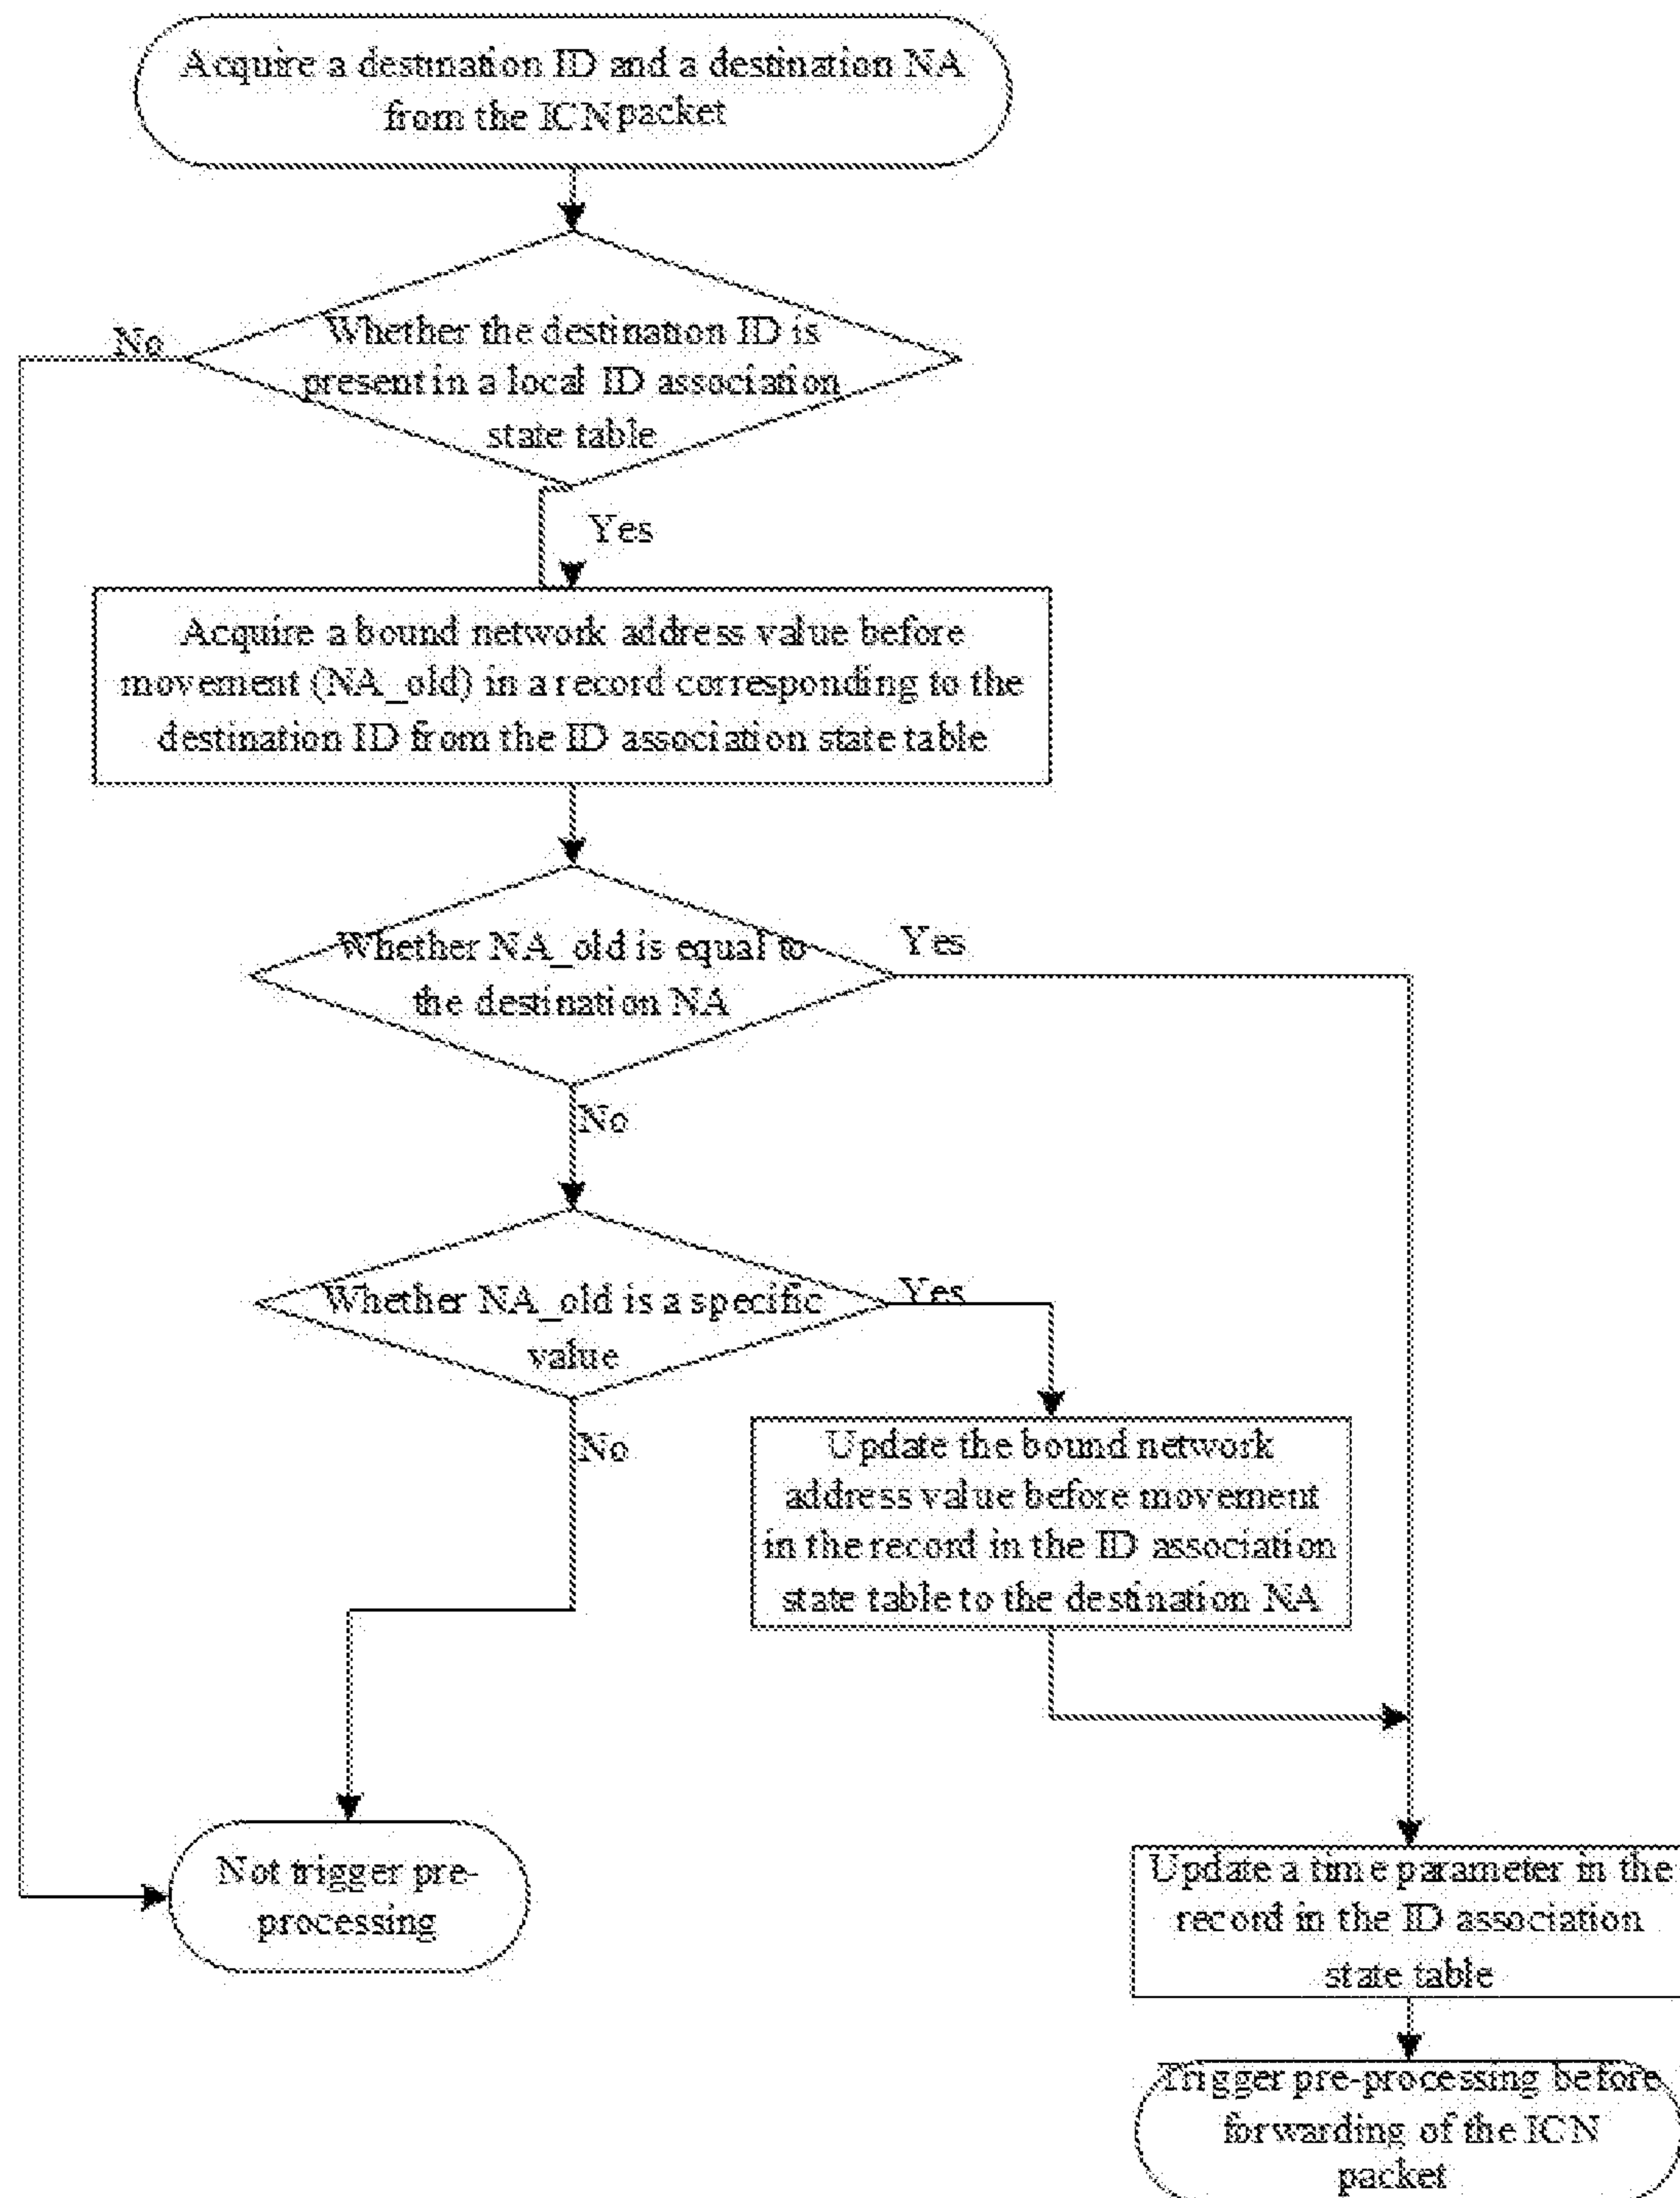 Acquire a destination ID and a destination NA
from the ICN packet
No
Whether the destination ID is
present in a local ID association
state table
Yes
Acquire a bound network address value before
movement (NA_old) in a record corresponding to the
destination ID from the ID association state table
Whether NA_old is equal to
the destination NA
Yes
No
Whether NA_old is a specific
value
Yes
No
Update the bound network
address value before movement
in the record in the ID association
state table to the destination NA
Not trigger pre-
processing
Update a time parameter in the
record in the ID association
state table
Trigger pre-processing before
forwarding of the ICN
packet